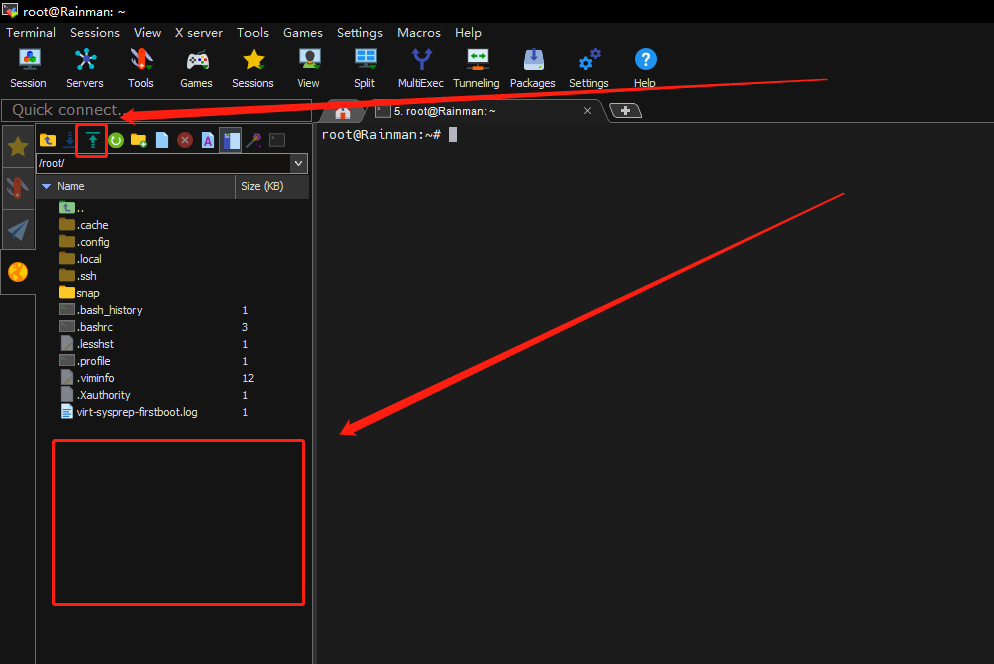 root@Rainman: ~
Terminal Sessions View X server Tools Games Settings Macros Help
Session Servers Tools Games Sessions View Split MultiExec Tunneling Packages Settings Help
Quick connect...
5. root@Rainman: ~
/root/
Name Size (KB)
..
.cache
.config
.local
.ssh
snap
.bash_history 1
.bashrc 3
.lesshst 1
.profile 1
.viminfo 12
.Xauthority 1
virt-sysprep-firstboot.log 1
root@Rainman:~#